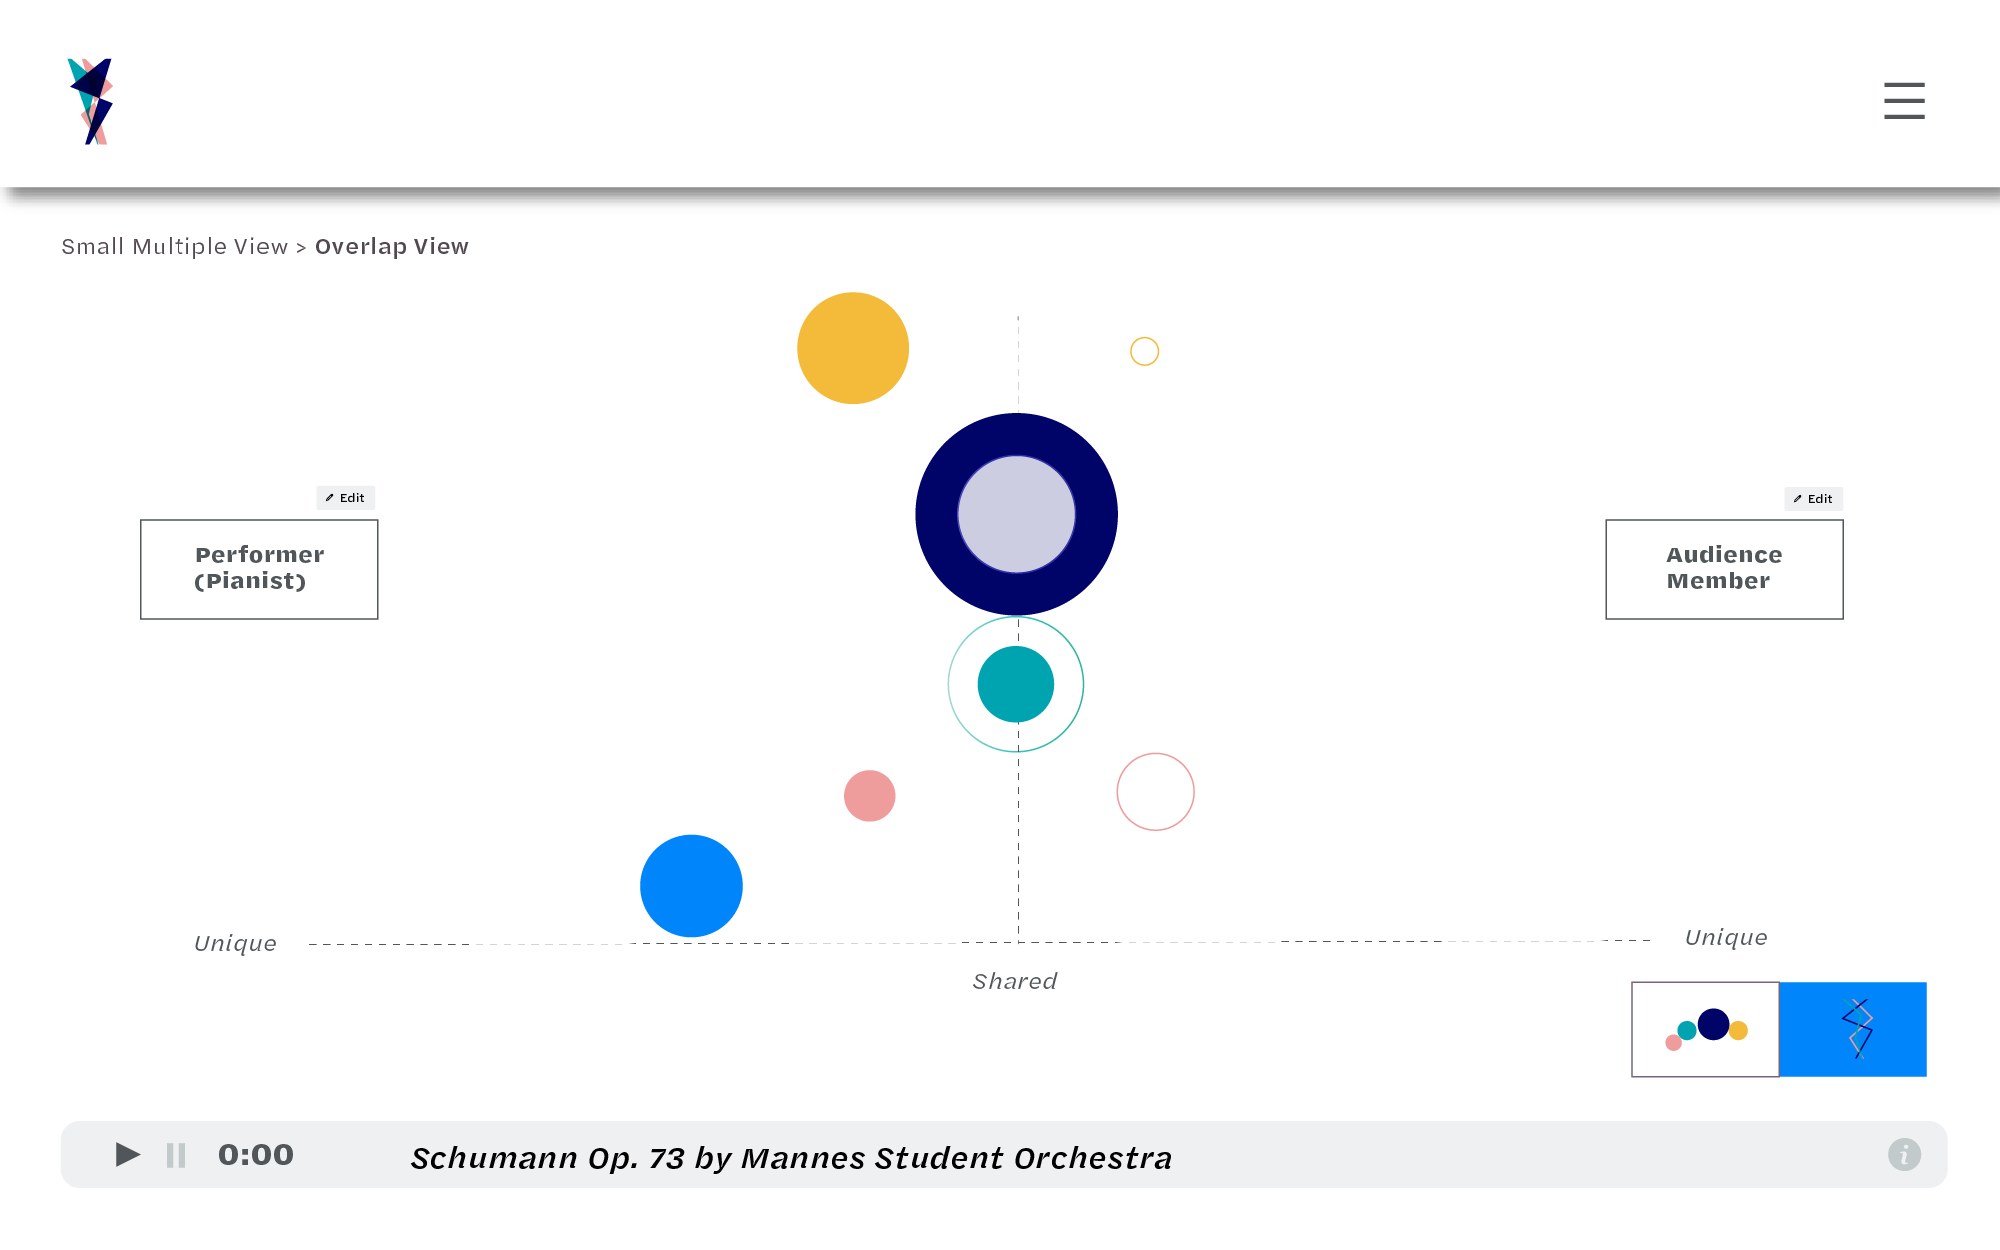 Small Multiple View > Overlap View
Edit
Performer
(Pianist)
Edit
Audience
Member
Unique
Shared
Unique
0:00
Schumann Op. 73 by Mannes Student Orchestra
i